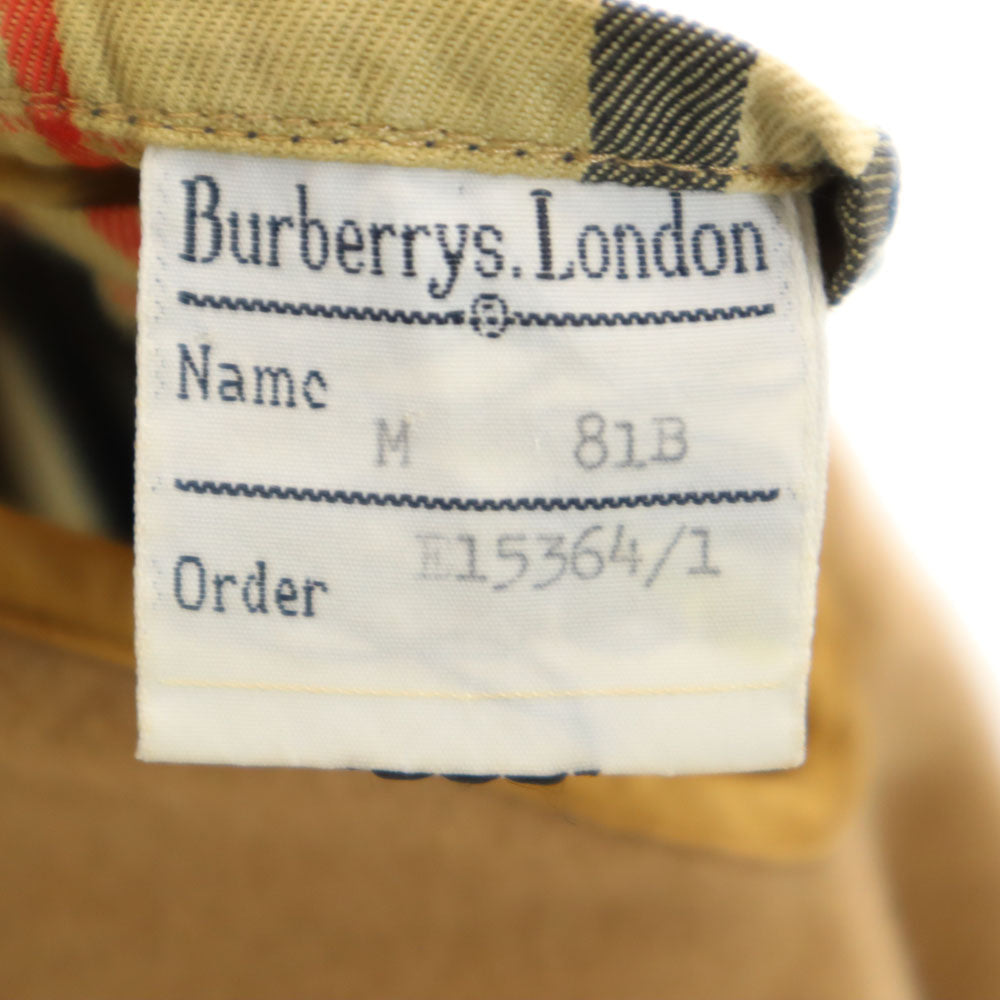 Burberrys. London
®
Name
M 81B
E15364/1
Order